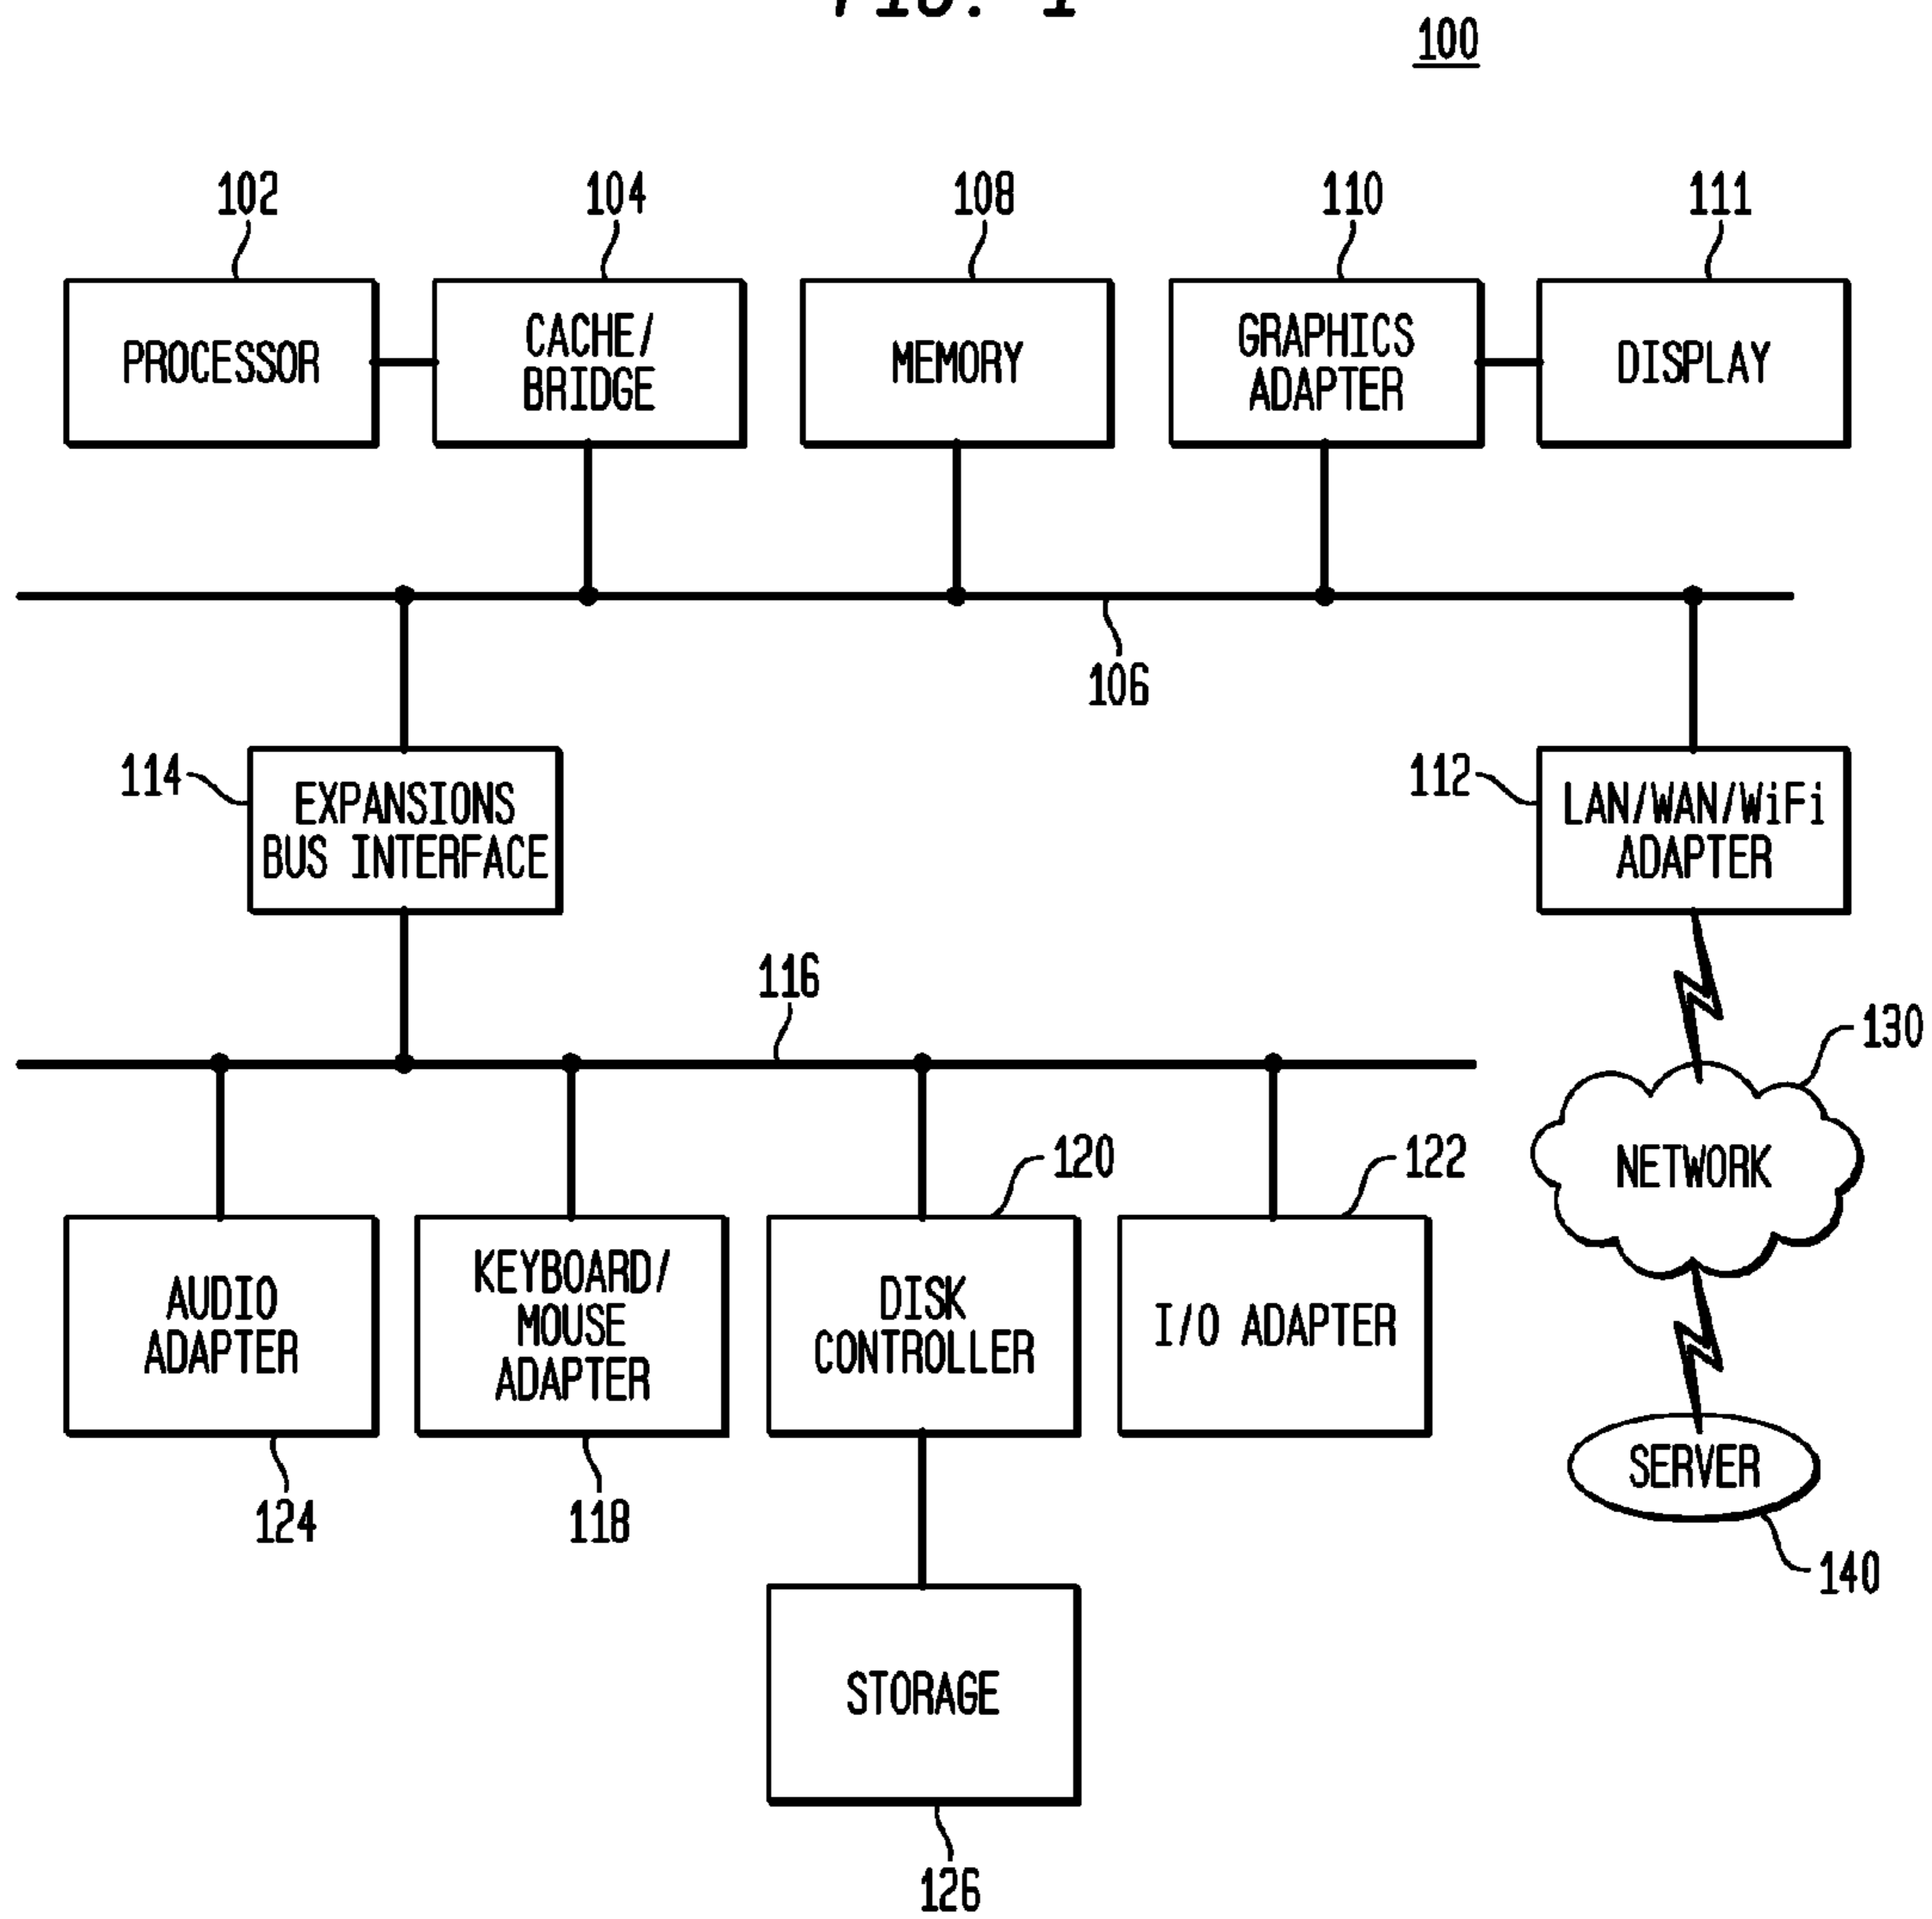 FIG. 1
100
102
104
108
110
111
PROCESSOR
CACHE/
BRIDGE
MEMORY
GRAPHICS
ADAPTER
DISPLAY
106
114
EXPANSIONS
BUS INTERFACE
112
LAN/WAN/WiFi
ADAPTER
116
130
NETWORK
120
122
AUDIO
ADAPTER
KEYBOARD/
MOUSE
ADAPTER
DISK
CONTROLLER
I/O ADAPTER
SERVER
124
118
140
STORAGE
126